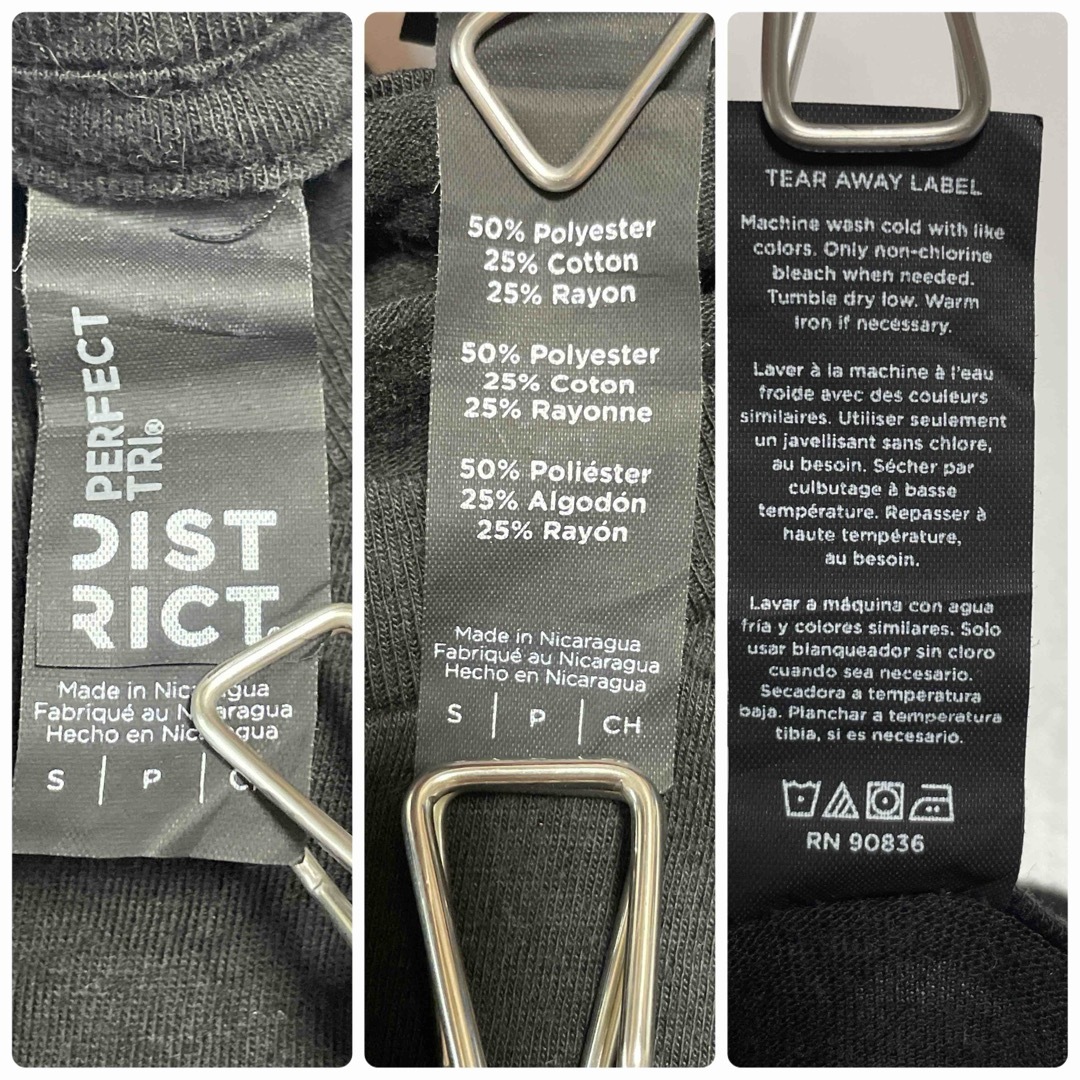 PERFECT
TRI®
DIST
RICT
Made in Nicaragua
Fabriqué au Nicaragua
Hecho en Nicaragua
S | P |
50% Polyester
25% Cotton
25% Rayon
50% Polyester
25% Coton
25% Rayonne
50% Poliéster
25% Algodón
25% Rayón
Made in Nicaragua
Fabriqué au Nicaragua
Hecho en Nicaragua
S | P | CH
TEAR AWAY LABEL
Machine wash cold with like
colors. Only non-chlorine
bleach when needed.
Tumble dry low. Warm
iron if necessary.
Laver à la machine à l'eau
froide avec des couleurs
similaires. Utiliser seulement
un javellisant sans chlore,
au besoin. Sécher par
culbutage à basse
température. Repasser à
haute température,
au besoin.
Lavar a máquina con agua
fría y colores similares. Solo
usar blanqueador sin cloro
cuando sea necesario.
Secadora a temperatura
baja. Planchar a temperatura
tibia, si es necesario.
RN 90836